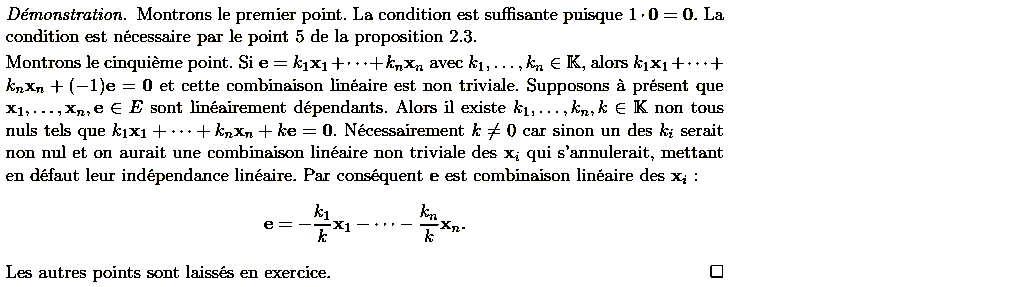 Démonstration. Montrons le premier point. La condition est suffisante puisque 1 · 0 = 0. La
condition est nécessaire par le point 5 de la proposition 2.3.
Montrons le cinquième point. Si e = k₁x₁ + · · · + kₙxₙ avec k₁, . . . , kₙ ∈ 𝕂, alors k₁x₁ + · · · +
kₙxₙ + (−1)e = 0 et cette combinaison linéaire est non triviale. Supposons à présent que
x₁, . . . , xₙ, e ∈ E sont linéairement dépendants. Alors il existe k₁, . . . , kₙ, k ∈ 𝕂 non tous
nuls tels que k₁x₁ + · · · + kₙxₙ + ke = 0. Nécessairement k ≠ 0 car sinon un des kᵢ serait
non nul et on aurait une combinaison linéaire non triviale des xᵢ qui s'annulerait, mettant
en défaut leur indépendance linéaire. Par conséquent e est combinaison linéaire des xᵢ :
e = −(k₁/k)x₁ − · · · − (kₙ/k)xₙ.
Les autres points sont laissés en exercice. □